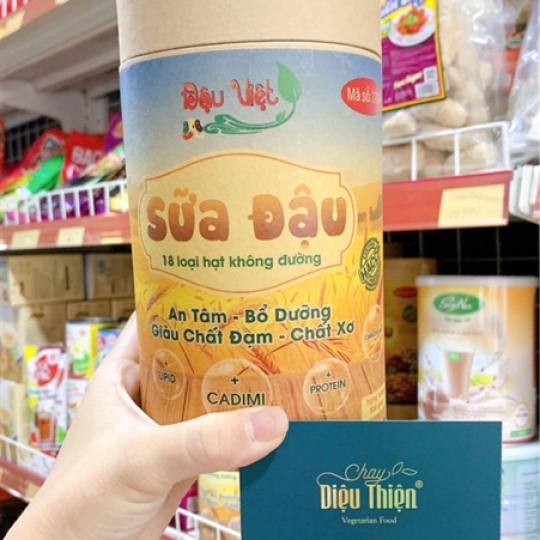 Đậu Việt
Mã số
SỮA ĐẬU
18 loại hạt không đường
An Tâm - Bổ Dưỡng
Giàu Chất Đạm - Chất Xơ
+
LIPID
+
CADIMI
+
PROTEIN
Chay
Diệu Thiện®
Vegetarian Food